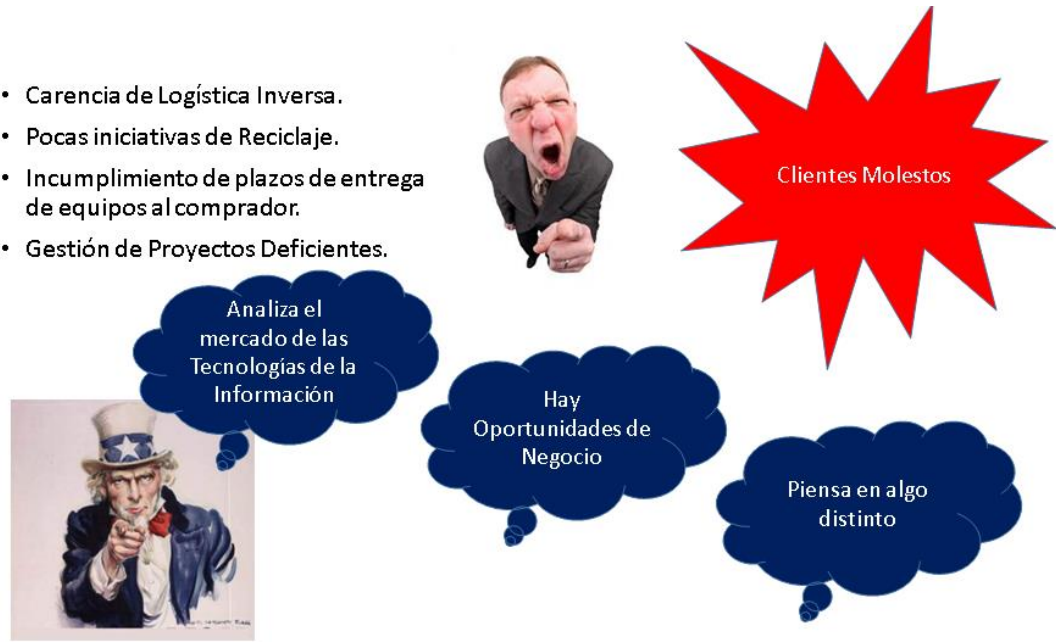 • Carencia de Logística Inversa.
• Pocas iniciativas de Reciclaje.
• Incumplimiento de plazos de entrega
de equipos al comprador.
• Gestión de Proyectos Deficientes.
Clientes Molestos
Analiza el
mercado de las
Tecnologías de la
Información
Hay
Oportunidades de
Negocio
Piensa en algo
distinto